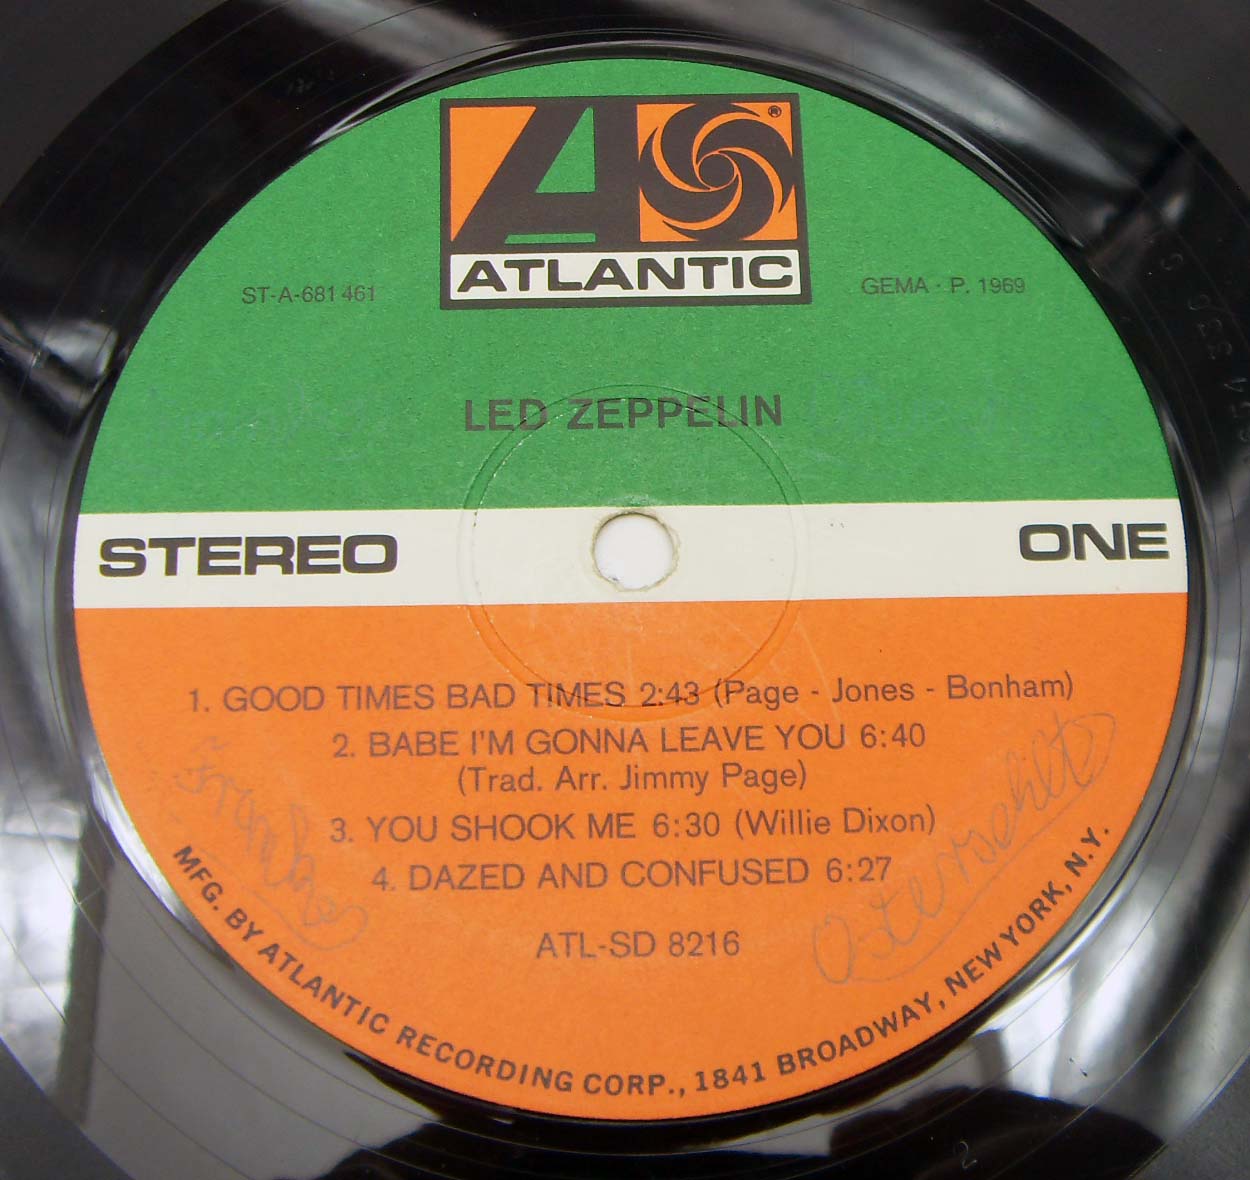 ®
ATLANTIC
ST-A-681 461
GEMA · P. 1969
LED ZEPPELIN
STEREO
ONE
1. GOOD TIMES BAD TIMES 2:43 (Page - Jones - Bonham)
2. BABE I'M GONNA LEAVE YOU 6:40
(Trad. Arr. Jimmy Page)
3. YOU SHOOK ME 6:30 (Willie Dixon)
4. DAZED AND CONFUSED 6:27
ATL-SD 8216
MFG. BY ATLANTIC RECORDING CORP., 1841 BROADWAY, NEW YORK, N.Y.
2